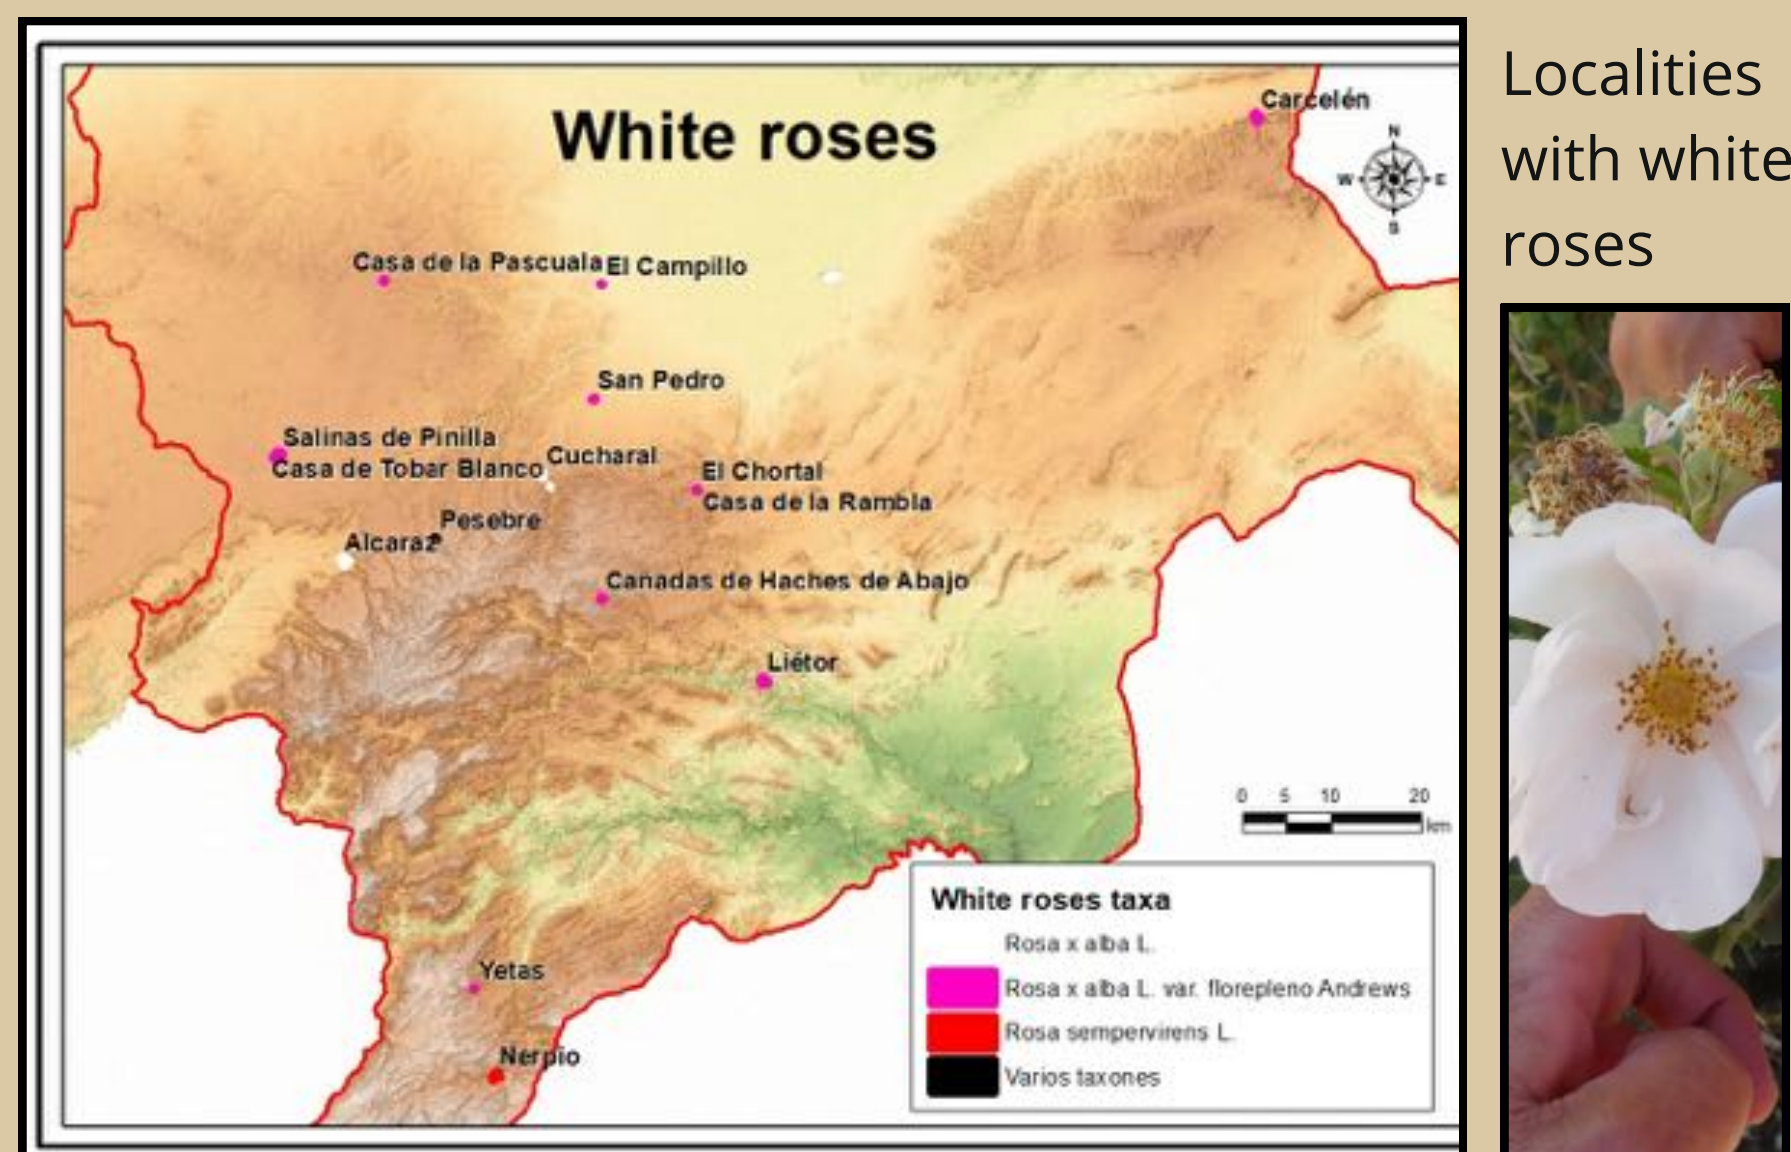 White roses
Carcelén
N
W
E
S
Casa de la Pascuala
El Campillo
San Pedro
Salinas de Pinilla
Casa de Tobar Blanco
Cucharal
El Chortal
Casa de la Rambla
Pesebre
Alcaraz
Canadas de Haches de Abajo
Liétor
0 5 10 20
km
White roses taxa
Rosa x alba L.
Rosa x alba L. var. florepleno Andrews
Rosa sempervirens L.
Varios taxones
Yetas
Nerpio
Localities
with white
roses